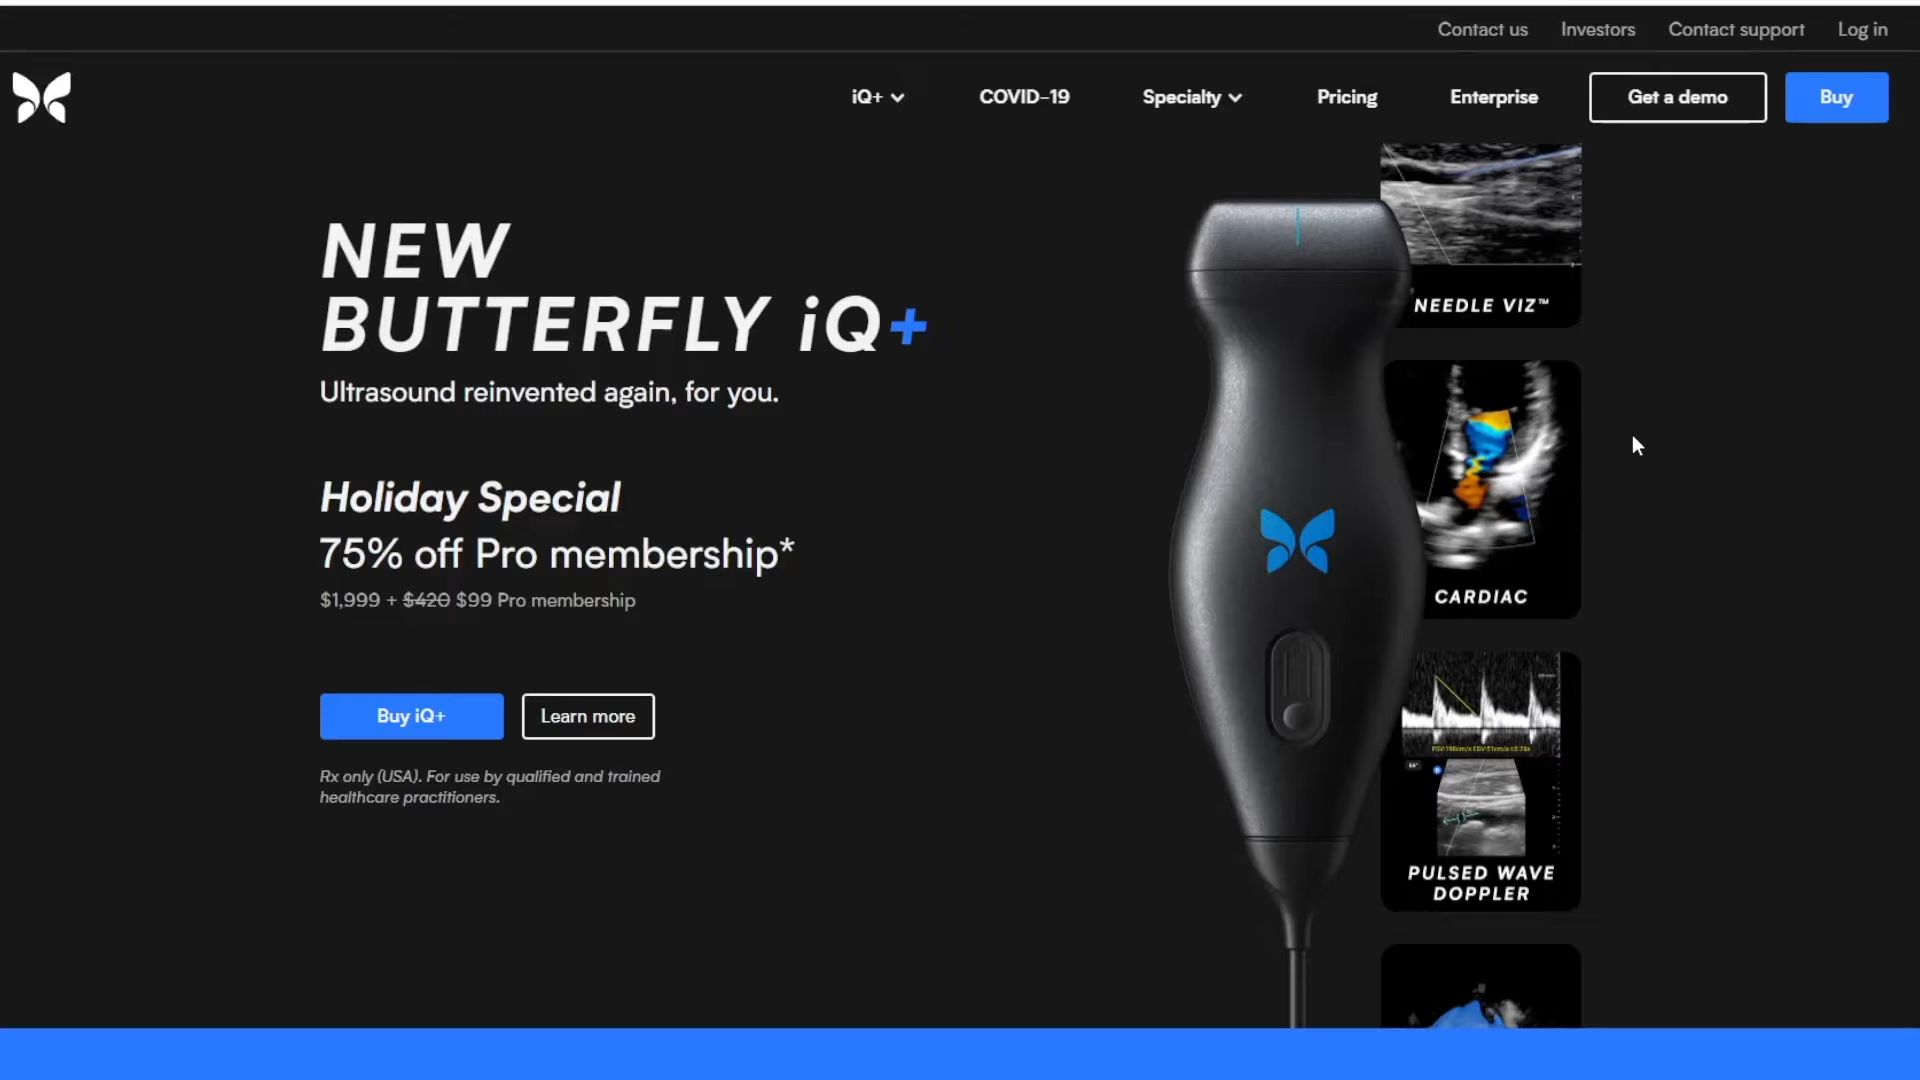 Contact us Investors Contact support Log in
iQ+ COVID-19 Specialty Pricing Enterprise Get a demo Buy
NEW
BUTTERFLY iQ+
Ultrasound reinvented again, for you.
Holiday Special
75% off Pro membership*
$1,999 + $420 $99 Pro membership
Buy iQ+ Learn more
Rx only (USA). For use by qualified and trained
healthcare practitioners.
NEEDLE VIZ™
CARDIAC
PULSED WAVE
DOPPLER